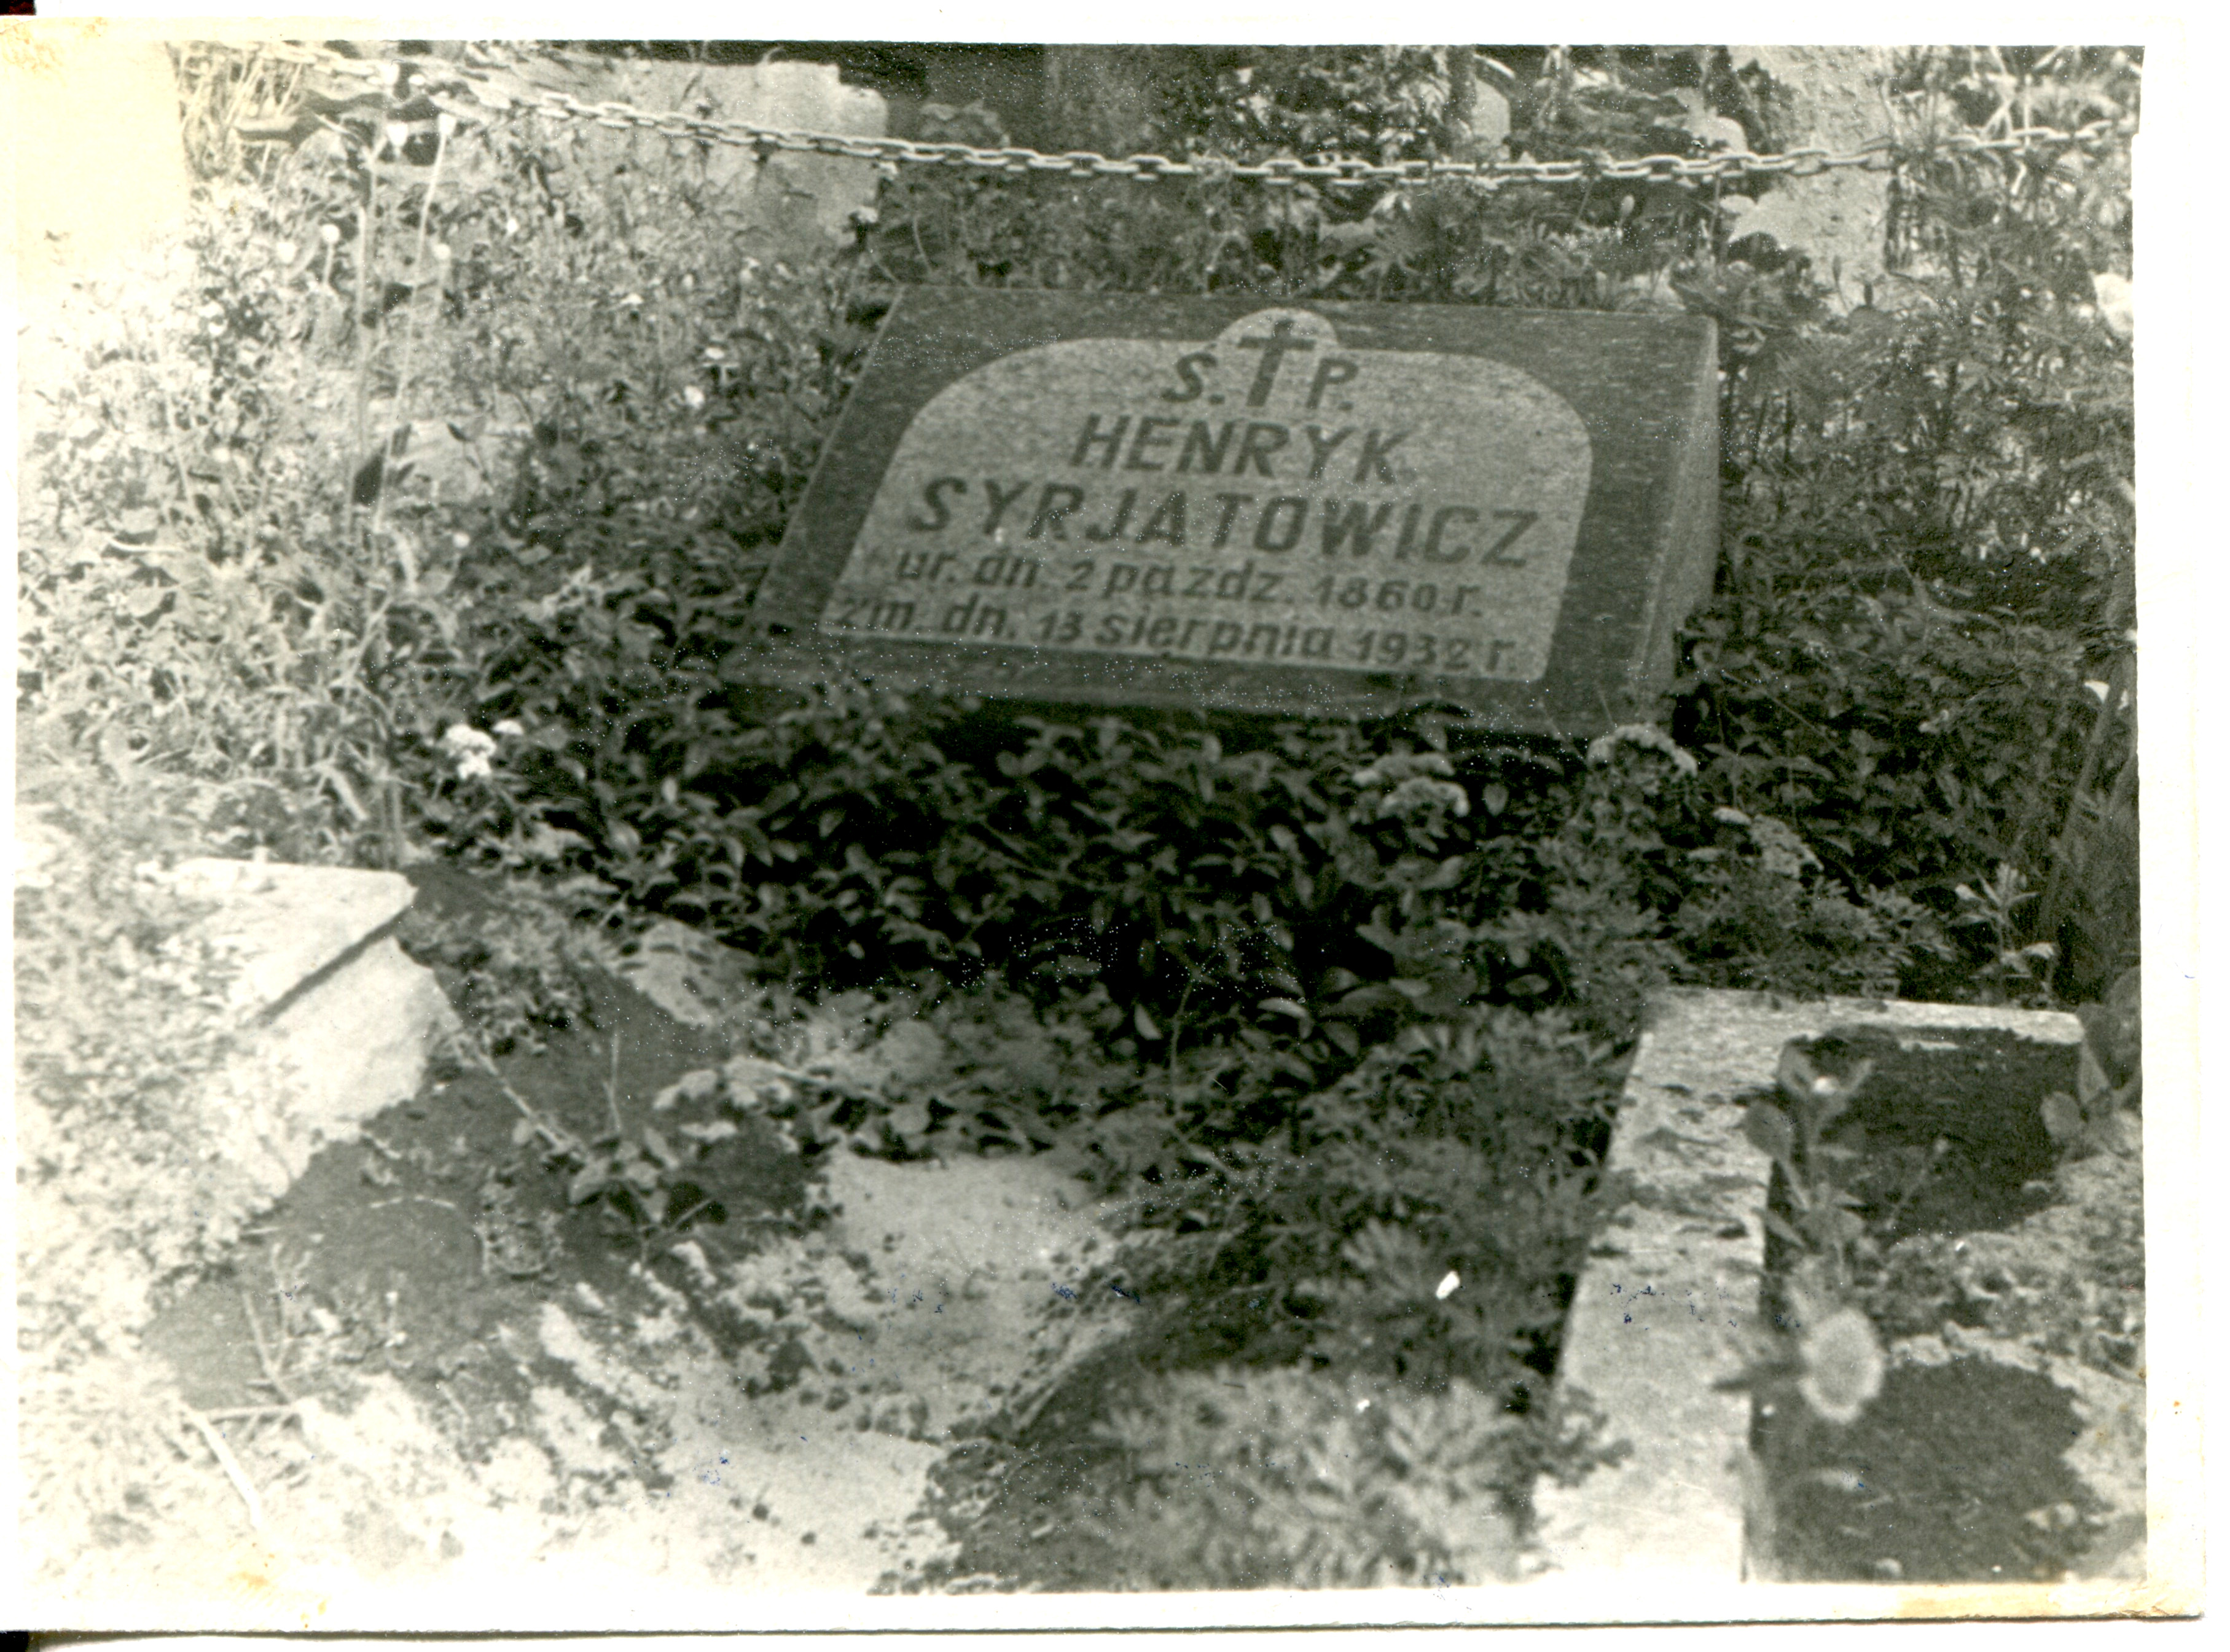 S. P.
HENRYK
SYRJATOWICZ
ur. dn. 2 pazdz. 1860 r.
zm. dn. 13 sierpnia 1932 r.